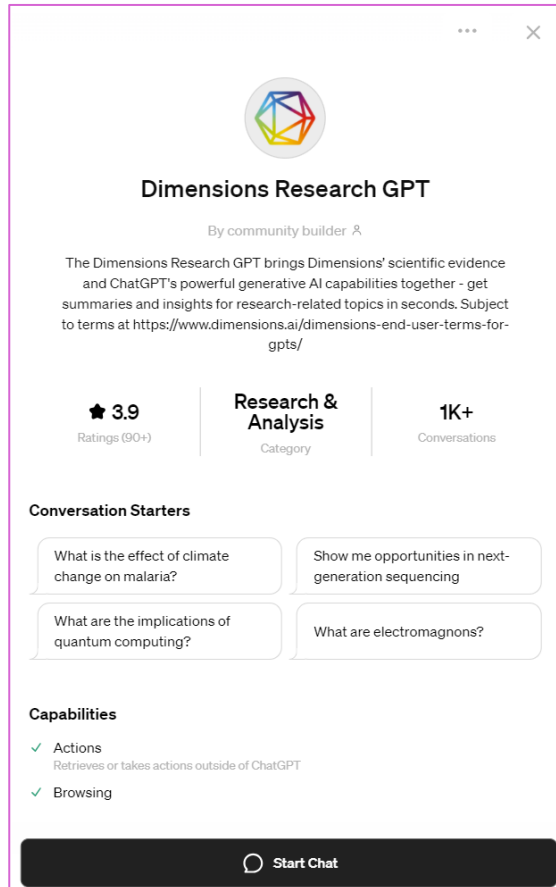 Dimensions Research GPT
By community builder
The Dimensions Research GPT brings Dimensions' scientific evidence
and ChatGPT's powerful generative AI capabilities together - get
summaries and insights for research-related topics in seconds. Subject
to terms at https://www.dimensions.ai/dimensions-end-user-terms-for-
gpts/
★ 3.9
Ratings (90+)
Research &
Analysis
Category
1K+
Conversations
Conversation Starters
What is the effect of climate
change on malaria?
Show me opportunities in next-
generation sequencing
What are the implications of
quantum computing?
What are electromagnons?
Capabilities
Actions
Retrieves or takes actions outside of ChatGPT
Browsing
Start Chat